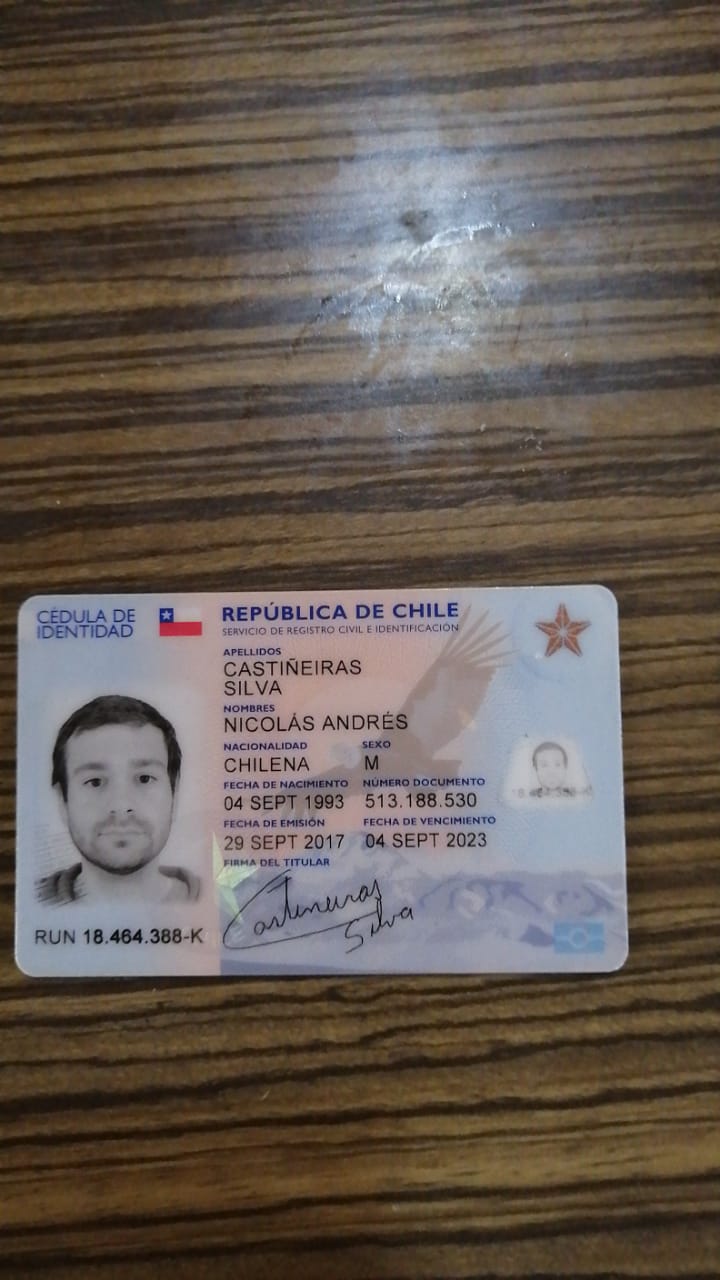 CÉDULA DE
IDENTIDAD
REPÚBLICA DE CHILE
SERVICIO DE REGISTRO CIVIL E IDENTIFICACIÓN
APELLIDOS
CASTIÑEIRAS
SILVA
NOMBRES
NICOLÁS ANDRÉS
NACIONALIDAD SEXO
CHILENA M
FECHA DE NACIMIENTO NÚMERO DOCUMENTO
04 SEPT 1993 513.188.530
FECHA DE EMISIÓN FECHA DE VENCIMIENTO
29 SEPT 2017 04 SEPT 2023
FIRMA DEL TITULAR
Castineiras
Silva
RUN 18.464.388-K
18.464.388-K